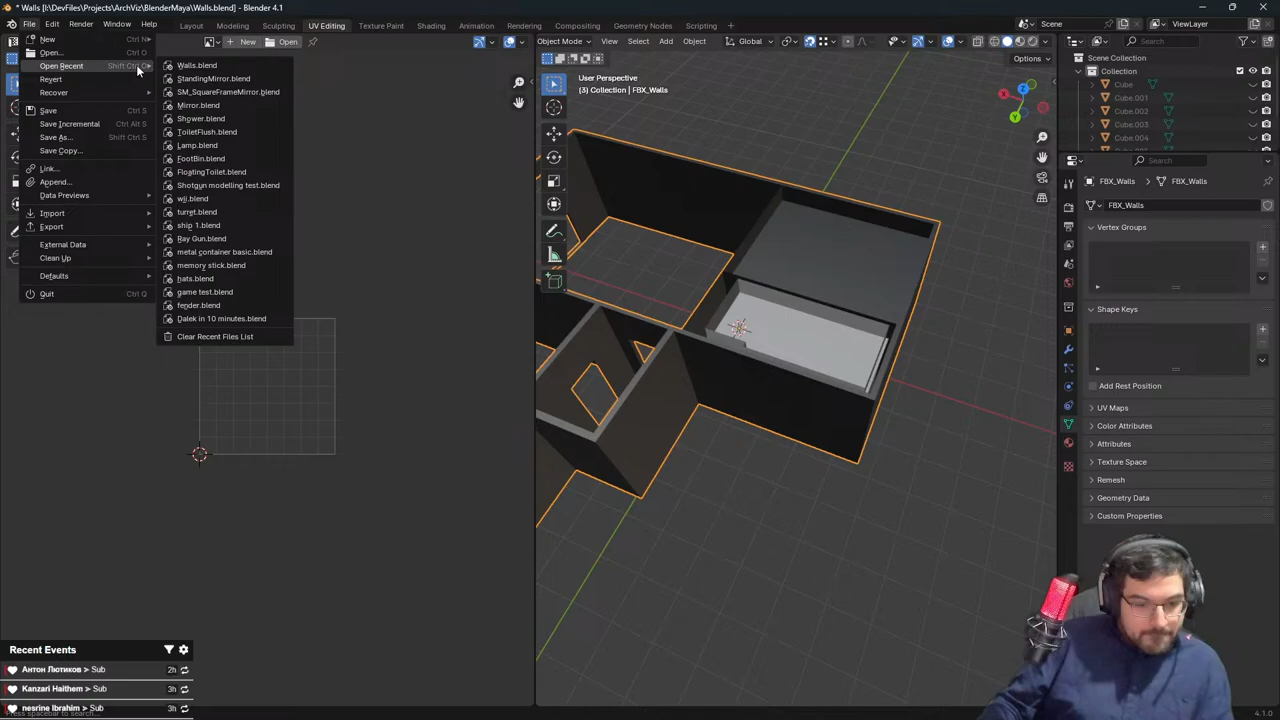 * Walls [I:\DevFiles\Projects\ArchViz\BlenderMaya\Walls.blend] - Blender 4.1
File Edit Render Window Help
Layout Modeling Sculpting UV Editing Texture Paint Shading Animation Rendering Compositing Geometry Nodes Scripting
Scene ViewLayer
New Ctrl N
Open... Ctrl O
Open Recent Shift Ctrl O
Revert
Recover
Save Ctrl S
Save Incremental Ctrl Alt S
Save As... Shift Ctrl S
Save Copy...
Link...
Append...
Data Previews
Import
Export
External Data
Clean Up
Defaults
Quit Ctrl Q
Walls.blend
StandingMirror.blend
SM_SquareFrameMirror.blend
Mirror.blend
Shower.blend
ToiletFlush.blend
Lamp.blend
FootBin.blend
FloatingToilet.blend
Shotgun modelling test.blend
wii.blend
turret.blend
ship 1.blend
Ray Gun.blend
metal container basic.blend
memory stick.blend
hats.blend
game test.blend
fender.blend
Dalek in 10 minutes.blend
Clear Recent Files List
New Open
Object Mode View Select Add Object Global
Options
User Perspective
(3) Collection | FBX_Walls
X
Y
Z
Search
Scene Collection
Collection
Cube
Cube.001
Cube.002
Cube.003
Cube.004
Search
FBX_Walls FBX_Walls
FBX_Walls
Vertex Groups
Shape Keys
Add Rest Position
UV Maps
Color Attributes
Attributes
Texture Space
Remesh
Geometry Data
Custom Properties
Recent Events
Антон Лютиков > Sub 2h
Kanzari Haithem > Sub 3h
nesrine Ibrahim > Sub 3h
Press spacebar to search...
4.1.0